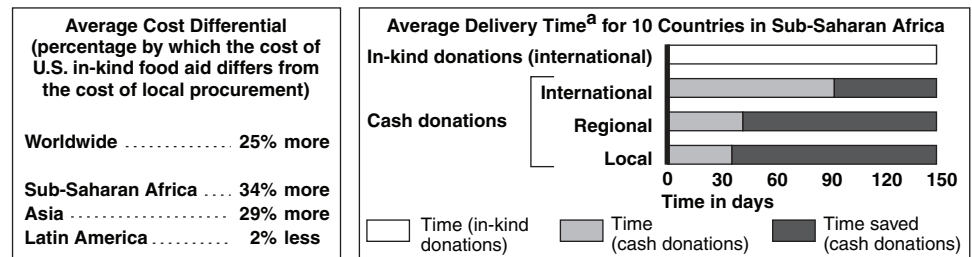 Average Cost Differential
(percentage by which the cost of
U.S. in-kind food aid differs from
the cost of local procurement)
Worldwide ............ 25% more
Sub-Saharan Africa .... 34% more
Asia .................. 29% more
Latin America .......... 2% less
Average Delivery Timeᵃ for 10 Countries in Sub-Saharan Africa
In-kind donations (international)
Cash donations
International
Regional
Local
0 30 60 90 120 150
Time in days
Time (in-kind
donations)
Time
(cash donations)
Time saved
(cash donations)